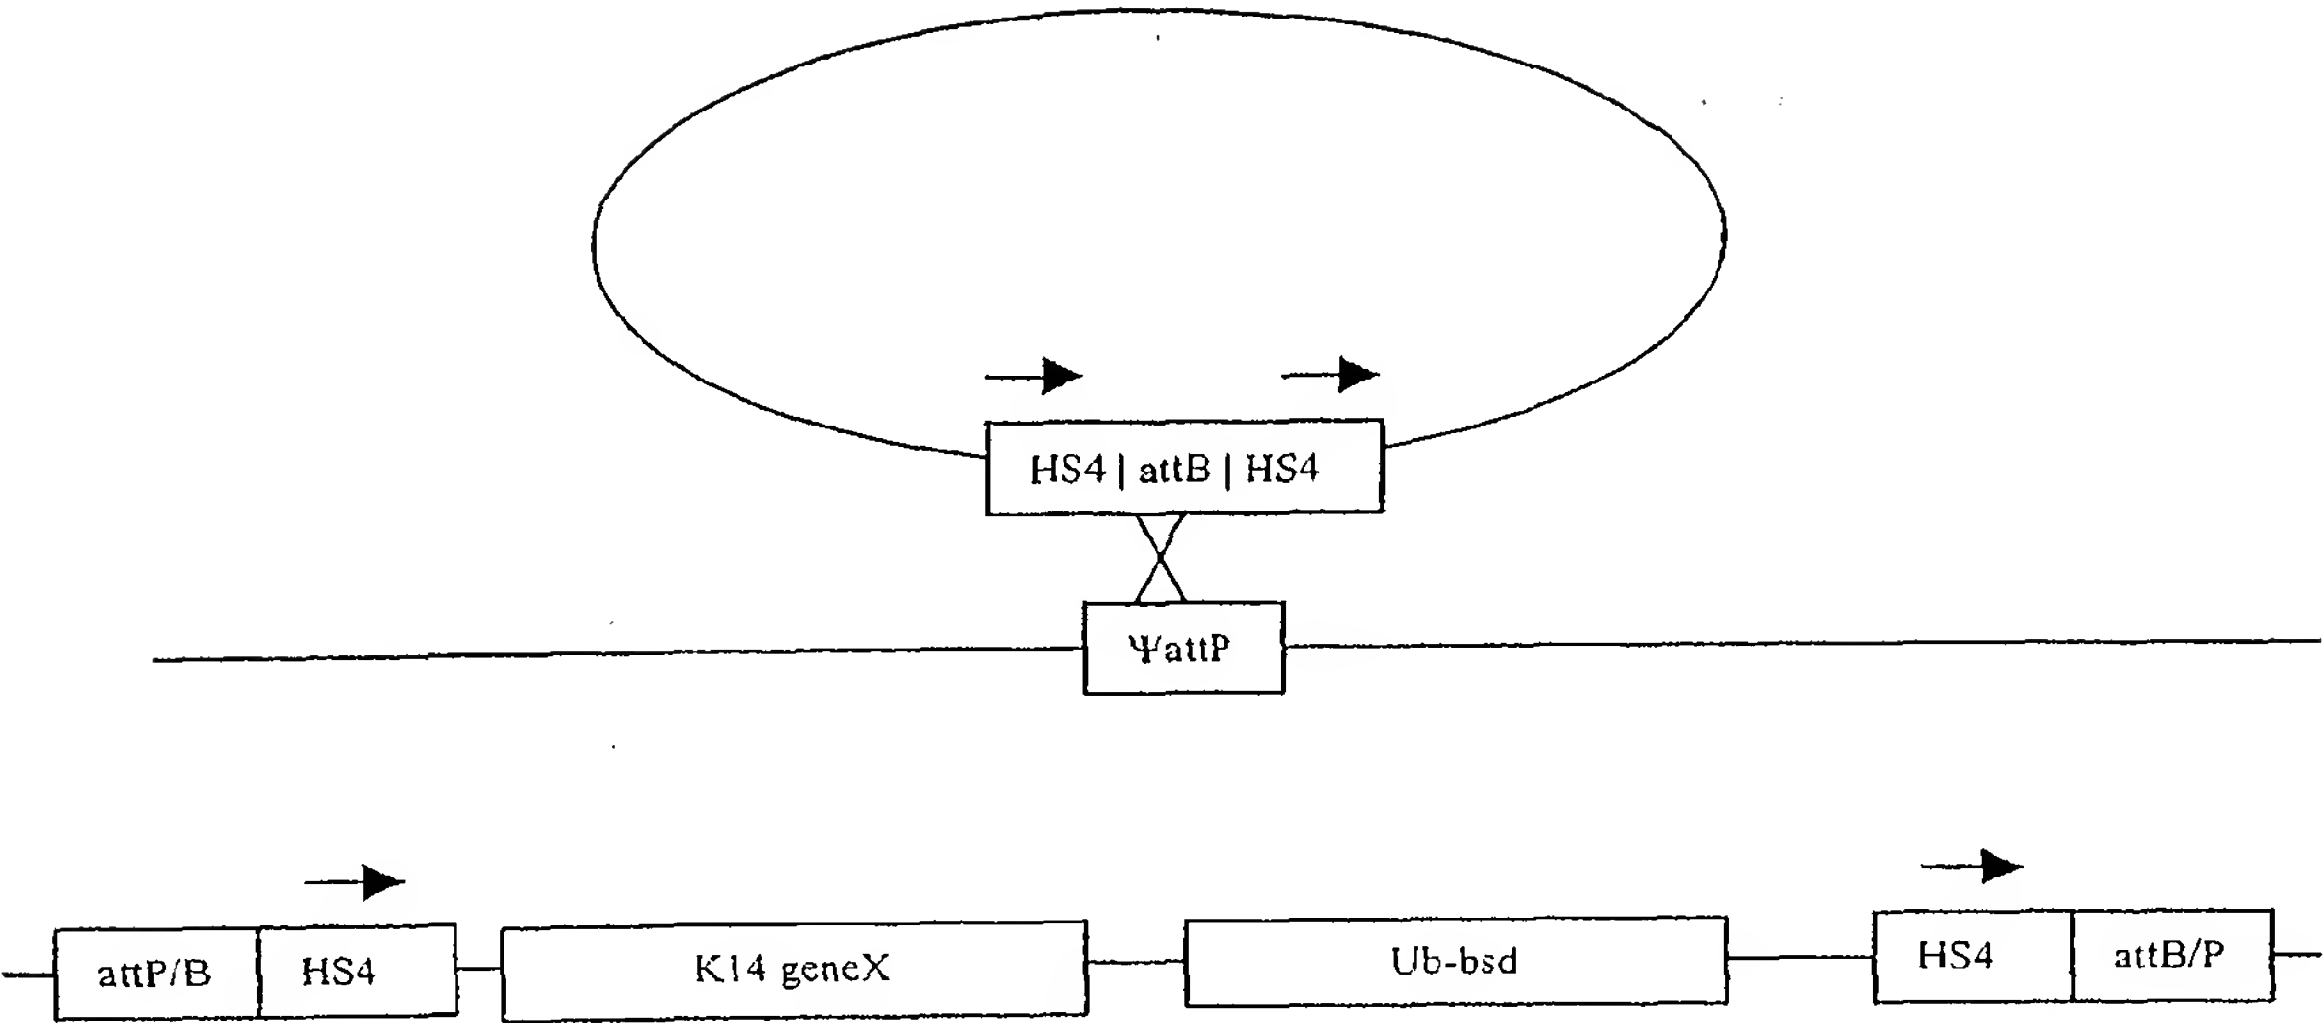 HS4 | attB | HS4
ΨattP
attP/B HS4 K14 geneX Ub-bsd HS4 attB/P